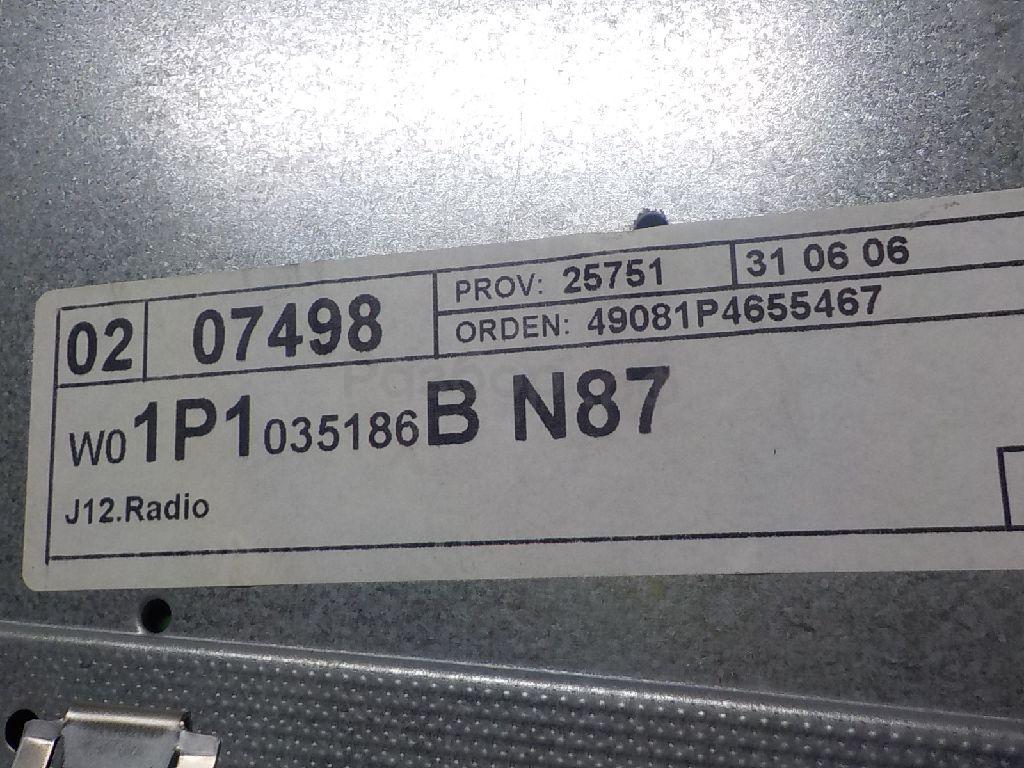 02 07498 PROV: 25751 31 06 06
ORDEN: 49081P4655467
W01P1035186B N87
J12.Radio